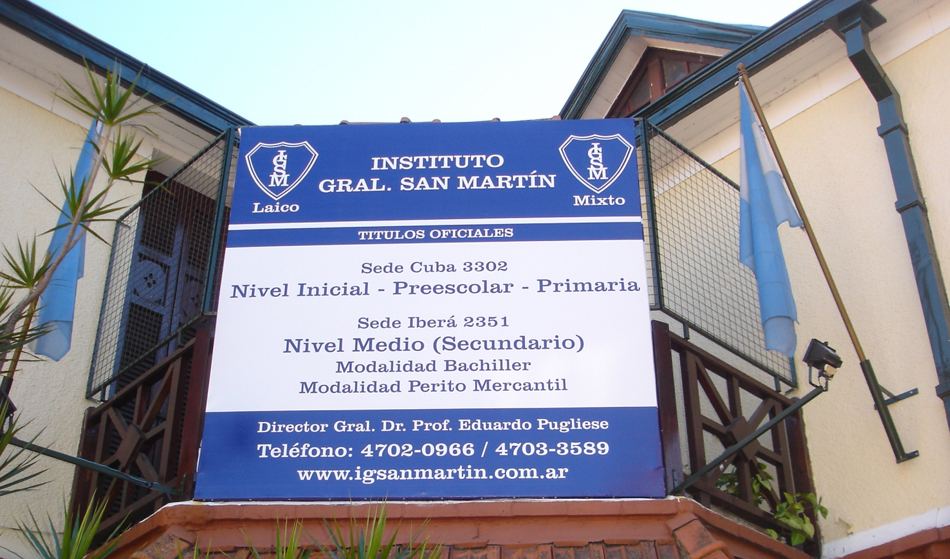 IGSM
INSTITUTO
IGSM
GRAL. SAN MARTÍN
Laico
Mixto
TITULOS OFICIALES
Sede Cuba 3302
Nivel Inicial - Preescolar - Primaria
Sede Iberá 2351
Nivel Medio (Secundario)
Modalidad Bachiller
Modalidad Perito Mercantil
Director Gral. Dr. Prof. Eduardo Pugliese
Teléfono: 4702-0966 / 4703-3589
www.igsanmartin.com.ar